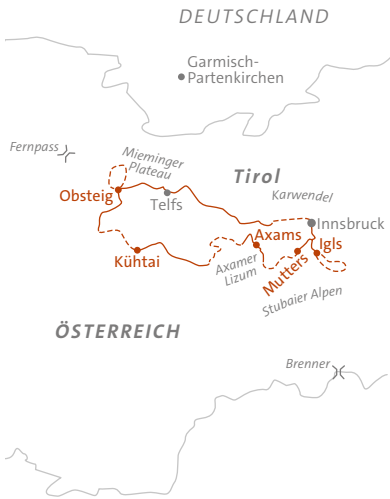 DEUTSCHLAND
Garmisch-
Partenkirchen
Fernpass
Mieminger
Plateau
Tirol
Karwendel
Obsteig
Telfs
Innsbruck
Axams
Igls
Kühtai
Axamer
Lizum
Mutters
Stubaier Alpen
ÖSTERREICH
Brenner